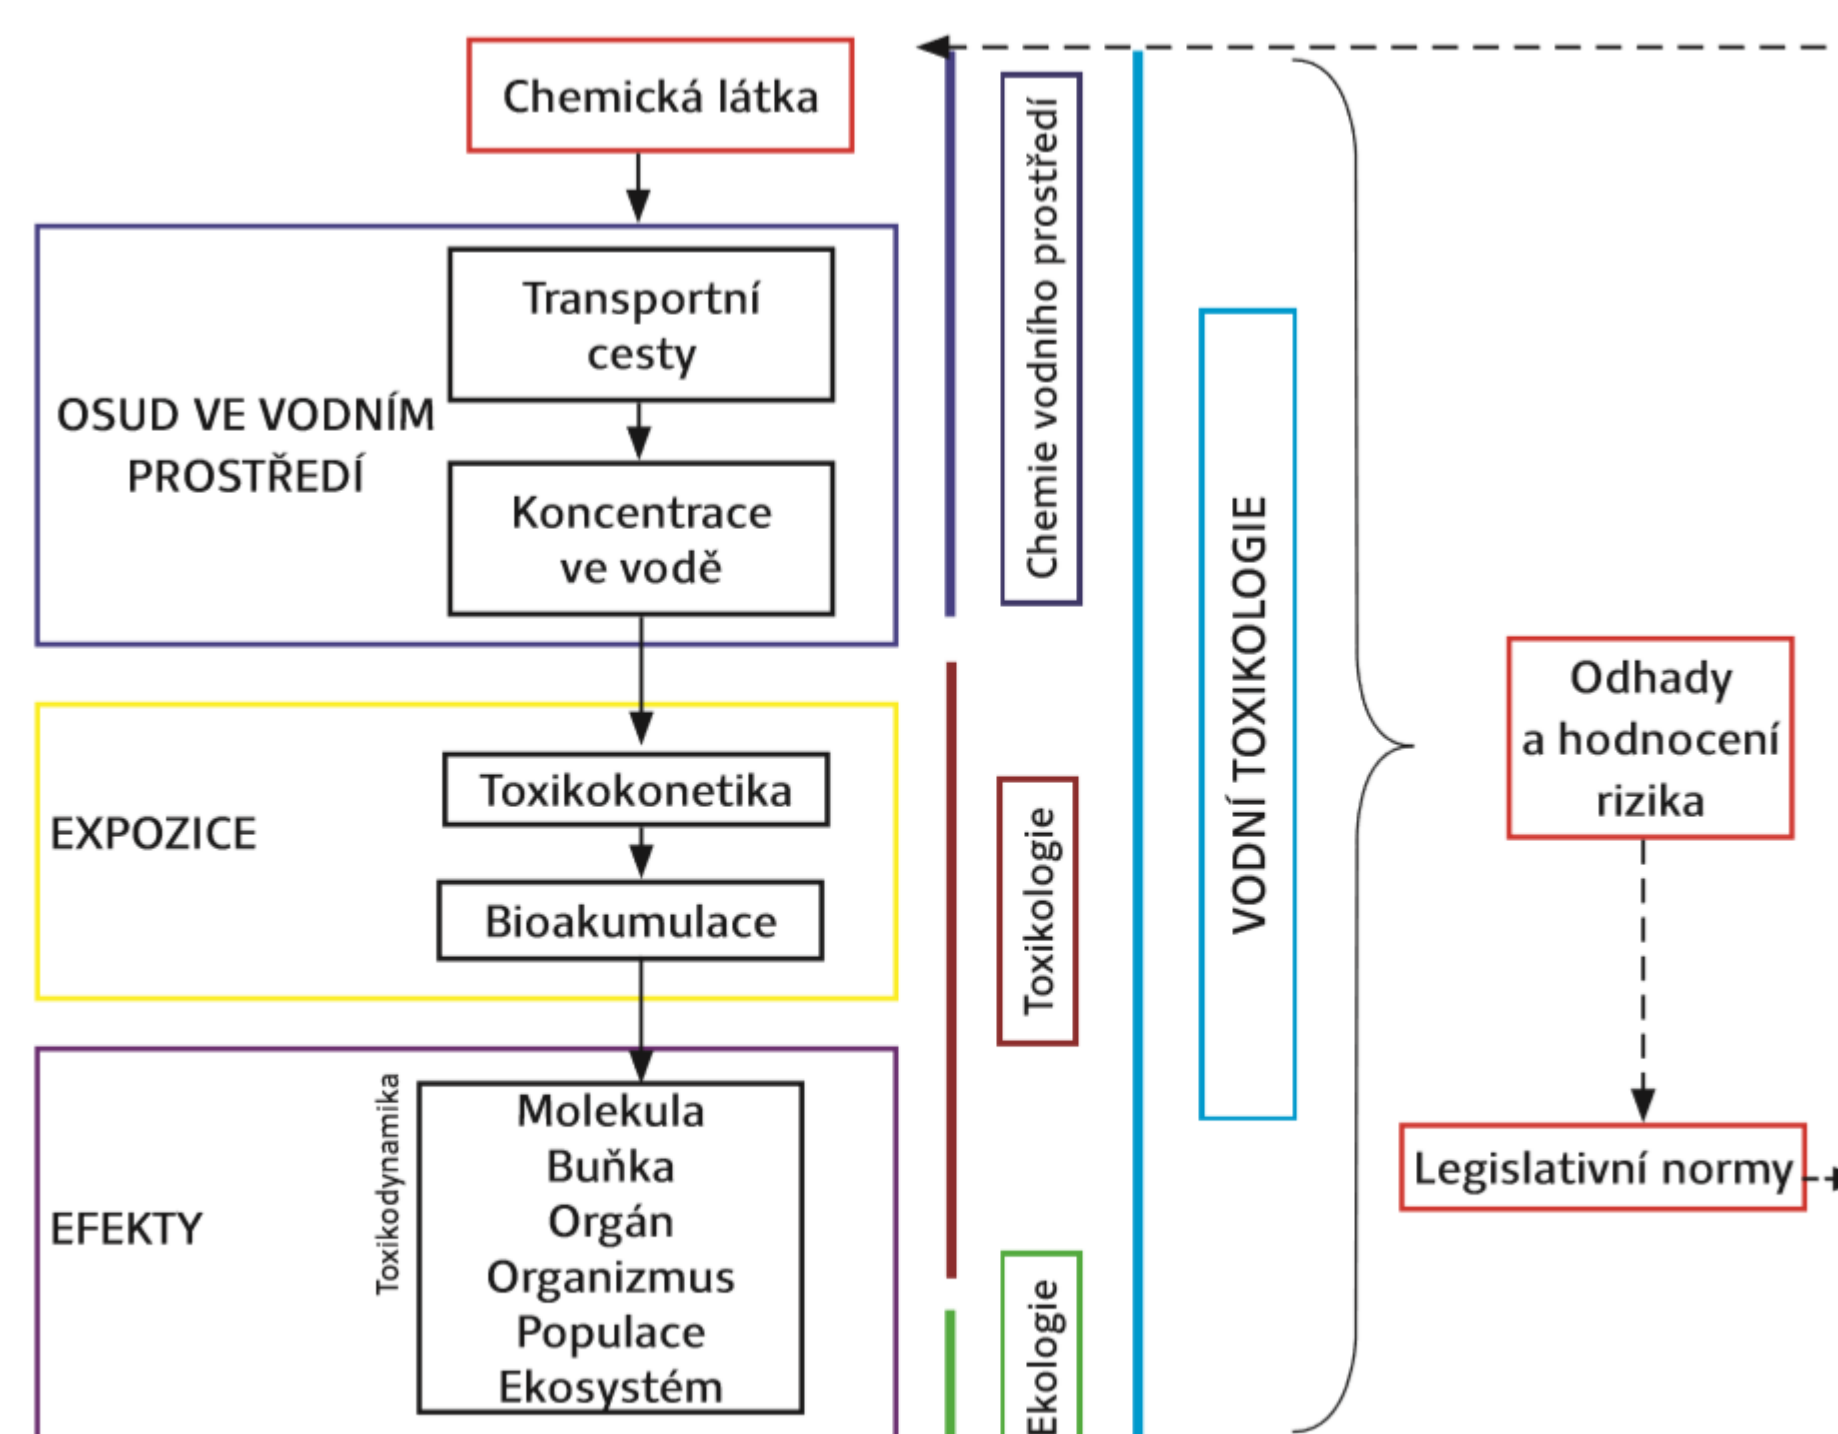 Chemická látka
Transportní
cesty
OSUD VE VODNÍM
PROSTŘEDÍ
Koncentrace
ve vodě
EXPOZICE
Toxikokonetika
Bioakumulace
EFEKTY
Toxikodynamika
Molekula
Buňka
Orgán
Organizmus
Populace
Ekosystém
Chemie vodního prostředí
Toxikologie
Ekologie
VODNÍ TOXIKOLOGIE
Odhady
a hodnocení
rizika
Legislativní normy